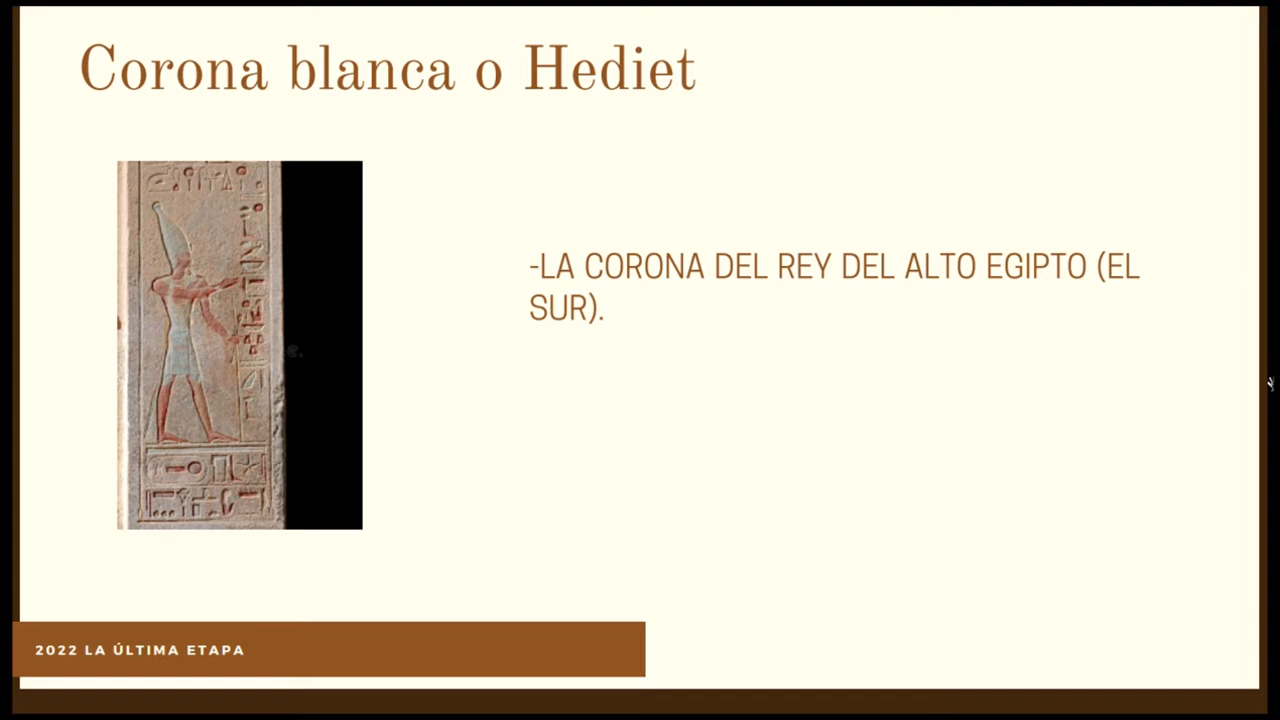 Corona blanca o Hediet
-LA CORONA DEL REY DEL ALTO EGIPTO (EL
SUR).
2022 LA ÚLTIMA ETAPA